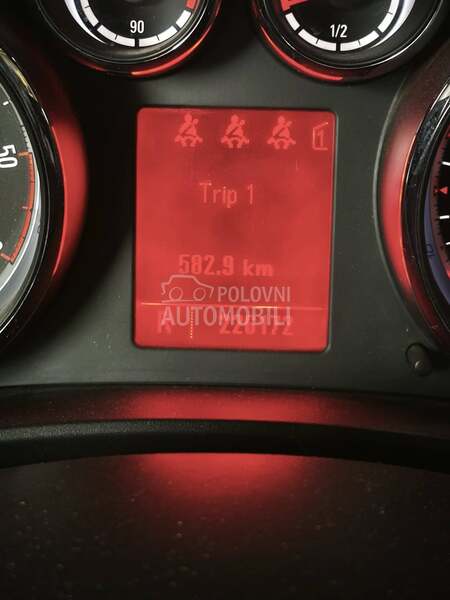 90
1/2
50
Trip 1
582.9 km
POLOVNI
AUTOMOBILI